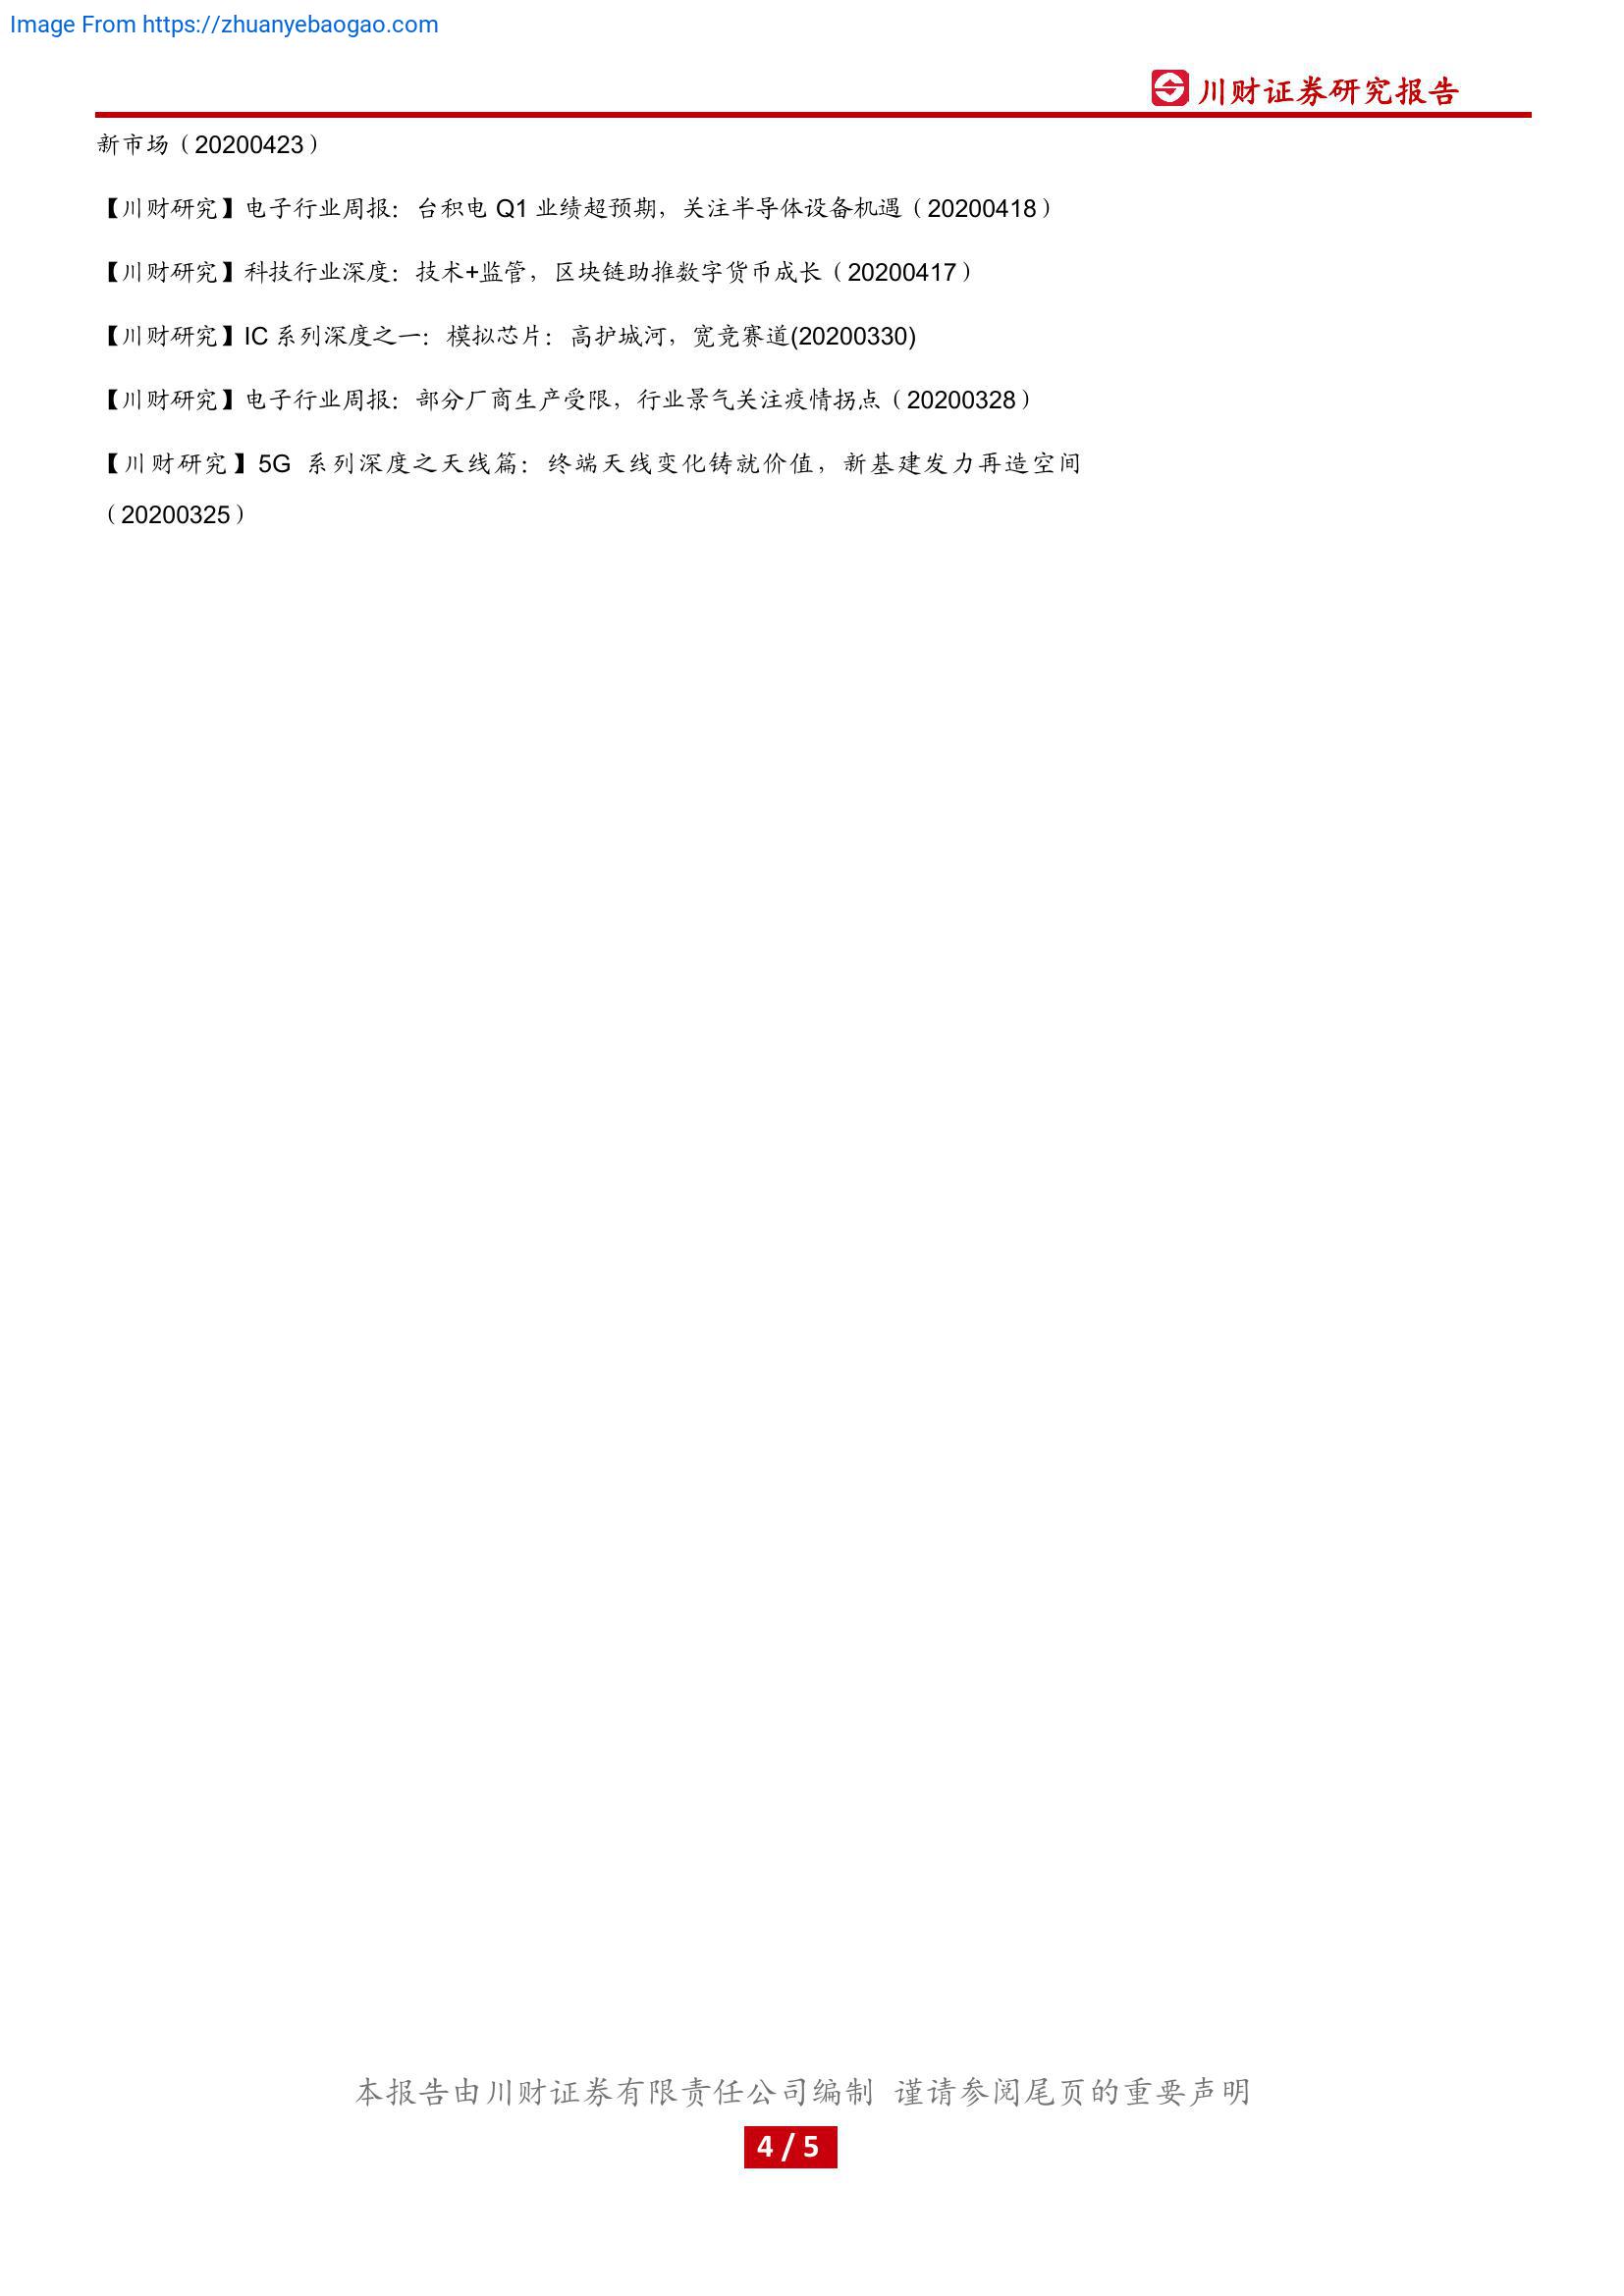 Image From https://zhuanyebaogao.com
川财证券研究报告
新市场（20200423）
【川财研究】电子行业周报：台积电 Q1 业绩超预期，关注半导体设备机遇（20200418）
【川财研究】科技行业深度：技术+监管，区块链助推数字货币成长（20200417）
【川财研究】IC 系列深度之一：模拟芯片：高护城河，宽竞赛道(20200330)
【川财研究】电子行业周报：部分厂商生产受限，行业景气关注疫情拐点（20200328）
【川财研究】5G 系列深度之天线篇：终端天线变化铸就价值，新基建发力再造空间
（20200325）
本报告由川财证券有限责任公司编制 谨请参阅尾页的重要声明
4 / 5